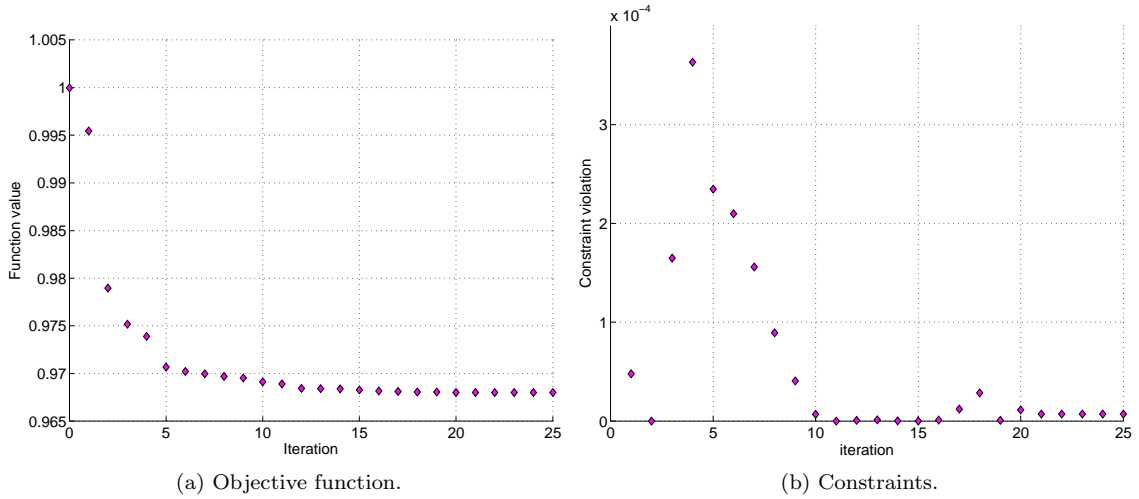 1.005
1
0.995
0.99
0.985
0.98
0.975
0.97
0.965
0 5 10 15 20 25
Function value
Iteration
(a) Objective function.
x 10⁻⁴
3
2
1
0
0 5 10 15 20 25
Constraint violation
iteration
(b) Constraints.